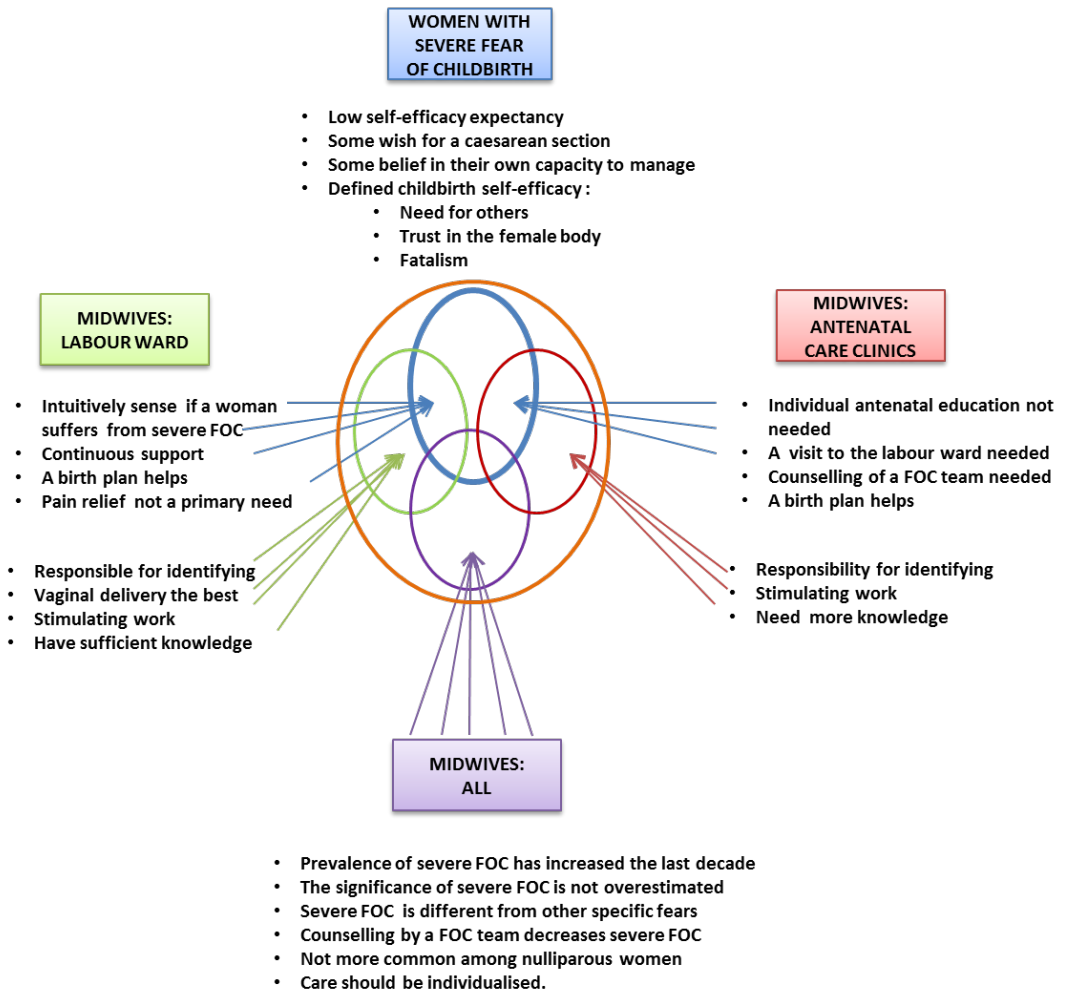 WOMEN WITH
SEVERE FEAR
OF CHILDBIRTH
• Low self-efficacy expectancy
• Some wish for a caesarean section
• Some belief in their own capacity to manage
• Defined childbirth self-efficacy :
• Need for others
• Trust in the female body
• Fatalism
MIDWIVES:
LABOUR WARD
• Intuitively sense if a woman
suffers from severe FOC
• Continuous support
• A birth plan helps
• Pain relief not a primary need
• Responsible for identifying
• Vaginal delivery the best
• Stimulating work
• Have sufficient knowledge
MIDWIVES:
ANTENATAL
CARE CLINICS
• Individual antenatal education not
needed
• A visit to the labour ward needed
• Counselling of a FOC team needed
• A birth plan helps
• Responsibility for identifying
• Stimulating work
• Need more knowledge
MIDWIVES:
ALL
• Prevalence of severe FOC has increased the last decade
• The significance of severe FOC is not overestimated
• Severe FOC is different from other specific fears
• Counselling by a FOC team decreases severe FOC
• Not more common among nulliparous women
• Care should be individualised.